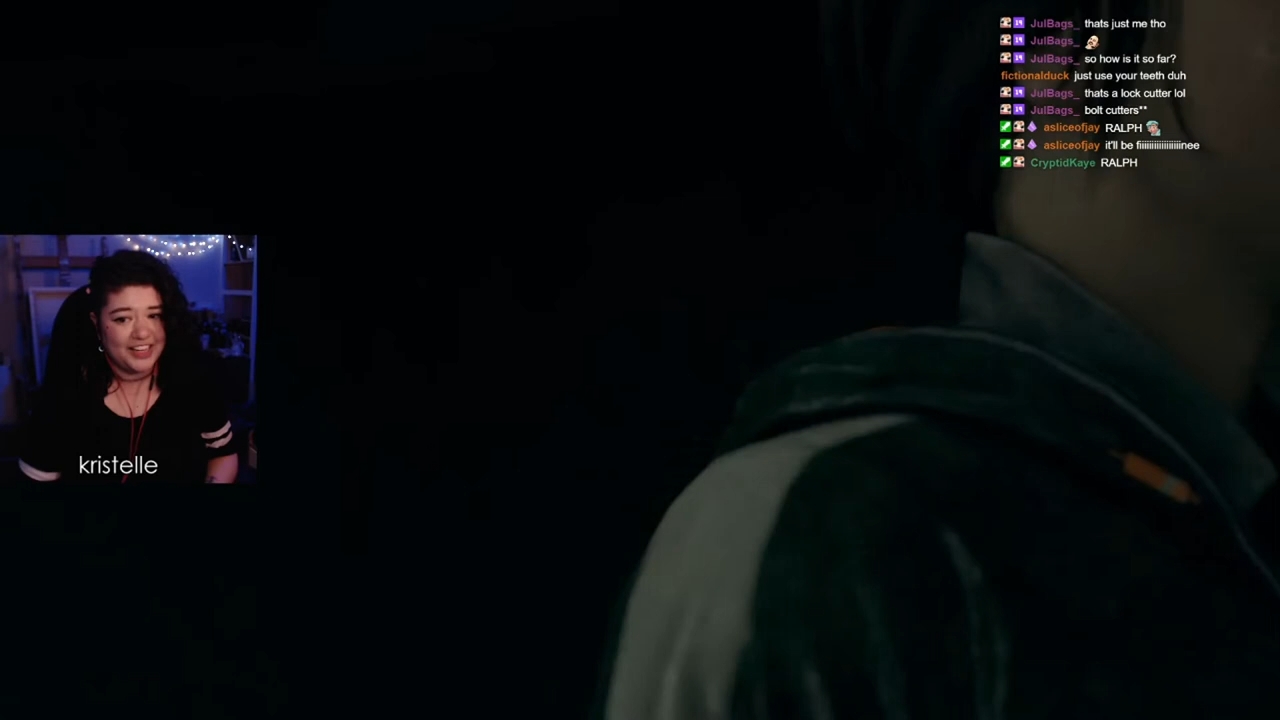 JulBags_ thats just me tho
JulBags_
JulBags_ so how is it so far?
fictionalduck just use your teeth duh
JulBags_ thats a lock cutter lol
JulBags_ bolt cutters**
asliceofjay RALPH
asliceofjay it'll be fiiiiiiiiiiiiiiiinee
CryptidKaye RALPH
kristelle